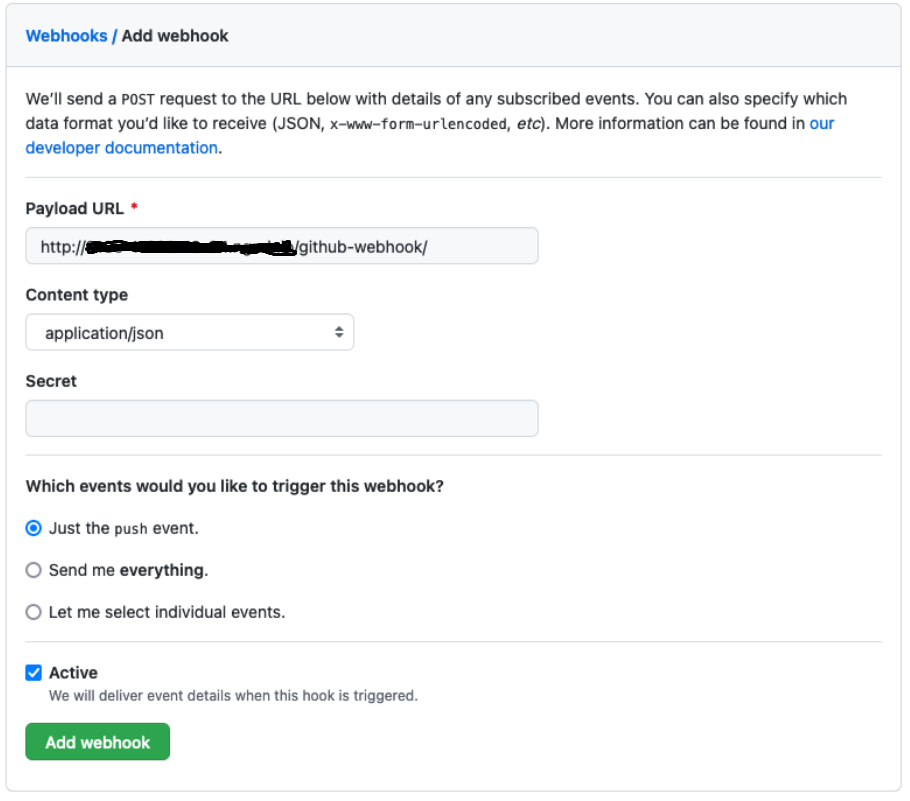 Webhooks / Add webhook
We'll send a POST request to the URL below with details of any subscribed events. You can also specify which
data format you'd like to receive (JSON, x-www-form-urlencoded, etc). More information can be found in our
developer documentation.
Payload URL *
http:///github-webhook/
Content type
application/json
Secret
Which events would you like to trigger this webhook?
Just the push event.
Send me everything.
Let me select individual events.
Active
We will deliver event details when this hook is triggered.
Add webhook